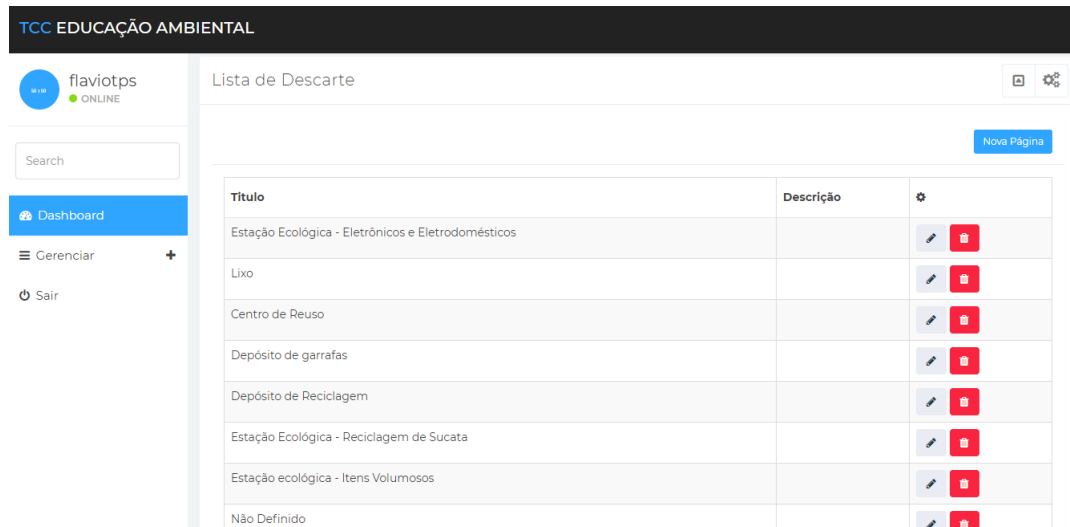 TCC EDUCAÇÃO AMBIENTAL
flaviotps
ONLINE
Lista de Descarte
Search
Nova Página
Dashboard
Gerenciar
Sair
Titulo Descrição
Estação Ecológica - Eletrônicos e Eletrodomésticos
Lixo
Centro de Reuso
Depósito de garrafas
Depósito de Reciclagem
Estação Ecológica - Reciclagem de Sucata
Estação ecológica - Itens Volumosos
Não Definido